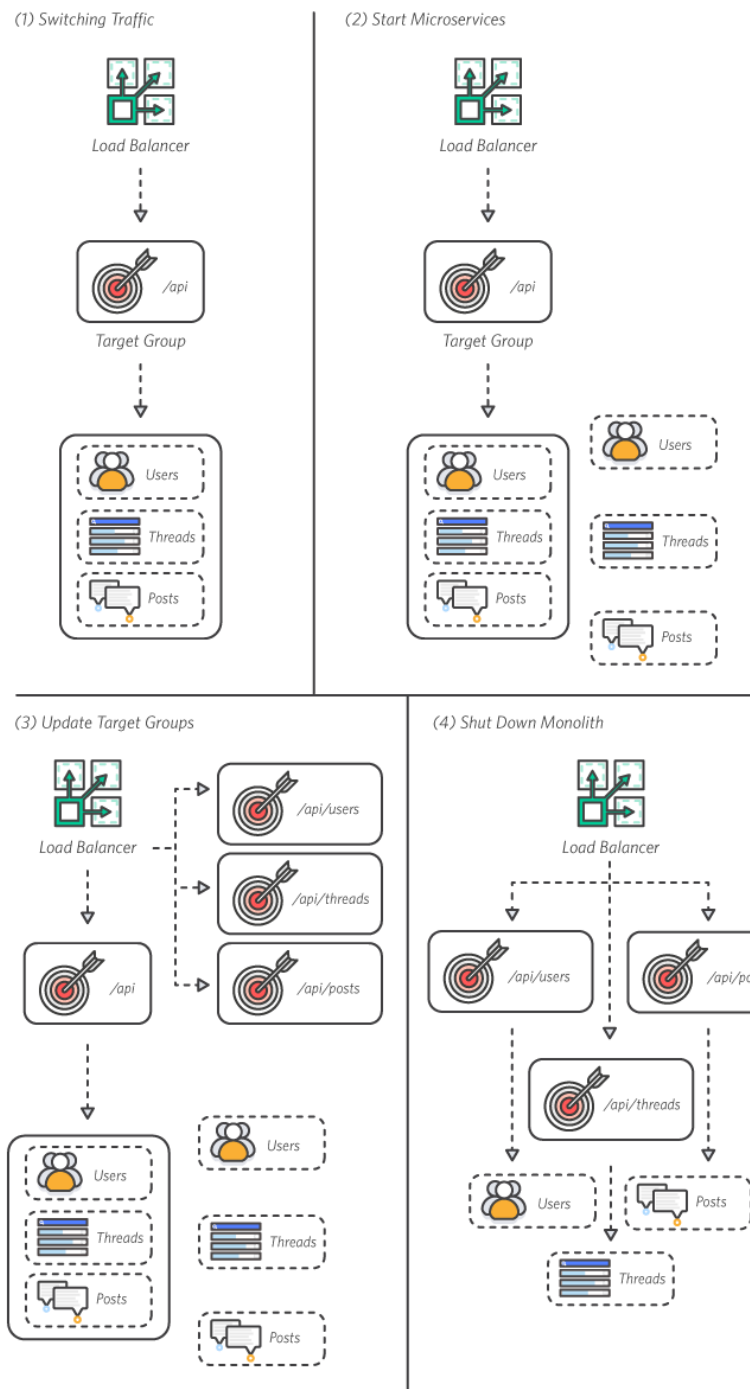 (1) Switching Traffic
Load Balancer
/api
Target Group
Users
Threads
Posts
(2) Start Microservices
Load Balancer
/api
Target Group
Users
Threads
Posts
Users
Threads
Posts
(3) Update Target Groups
Load Balancer
/api/users
/api/threads
/api/posts
/api
Users
Threads
Posts
Users
Threads
Posts
(4) Shut Down Monolith
Load Balancer
/api/users
/api/po
/api/threads
Users
Posts
Threads